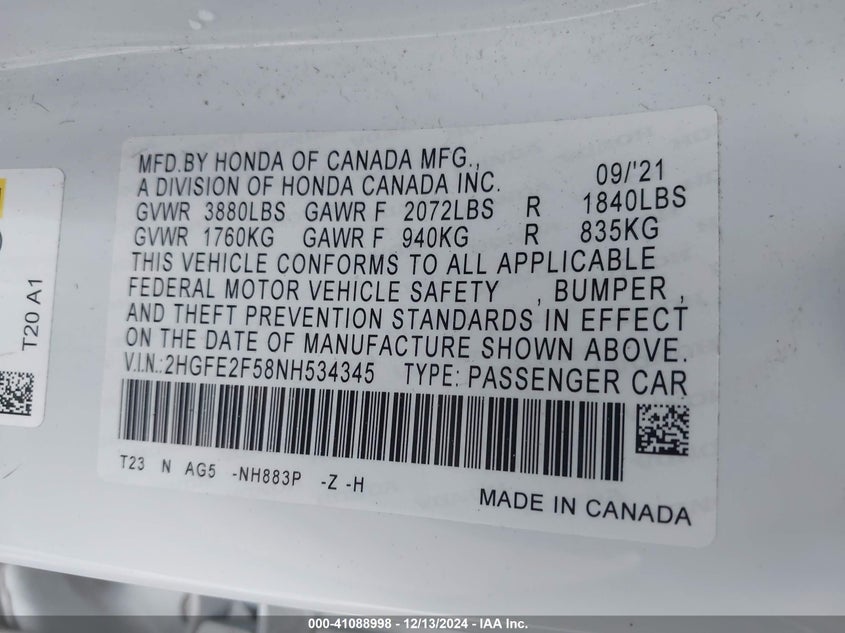 MFD.BY HONDA OF CANADA MFG.,
A DIVISION OF HONDA CANADA INC. 09/'21
GVWR 3880LBS GAWR F 2072LBS R 1840LBS
GVWR 1760KG GAWR F 940KG R 835KG
THIS VEHICLE CONFORMS TO ALL APPLICABLE
FEDERAL MOTOR VEHICLE SAFETY , BUMPER ,
AND THEFT PREVENTION STANDARDS IN EFFECT
ON THE DATE OF MANUFACTURE SHOWN ABOVE.
V.I.N.:2HGFE2F58NH534345 TYPE: PASSENGER CAR
T23 N AG5 -NH883P -Z -H
MADE IN CANADA
T20 A1
000-41088998 - 12/13/2024 - IAA Inc.